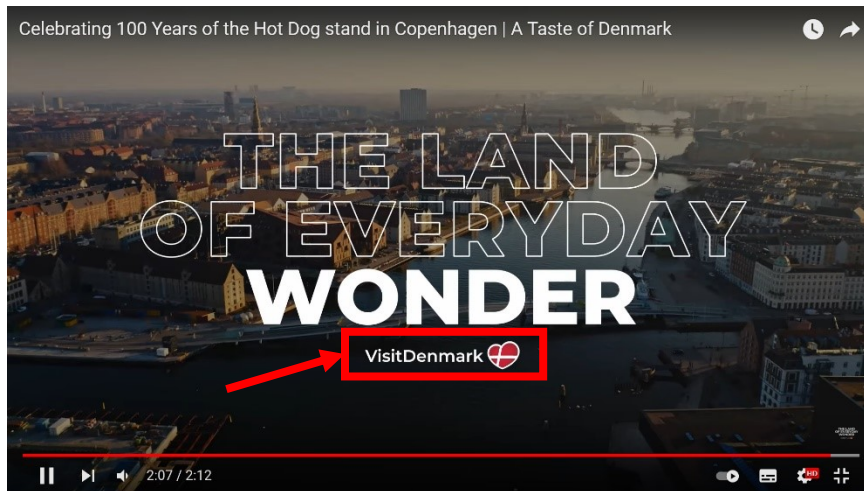 Celebrating 100 Years of the Hot Dog stand in Copenhagen | A Taste of Denmark
THE LAND
OF EVERYDAY
WONDER
VisitDenmark
2:07 / 2:12
HD